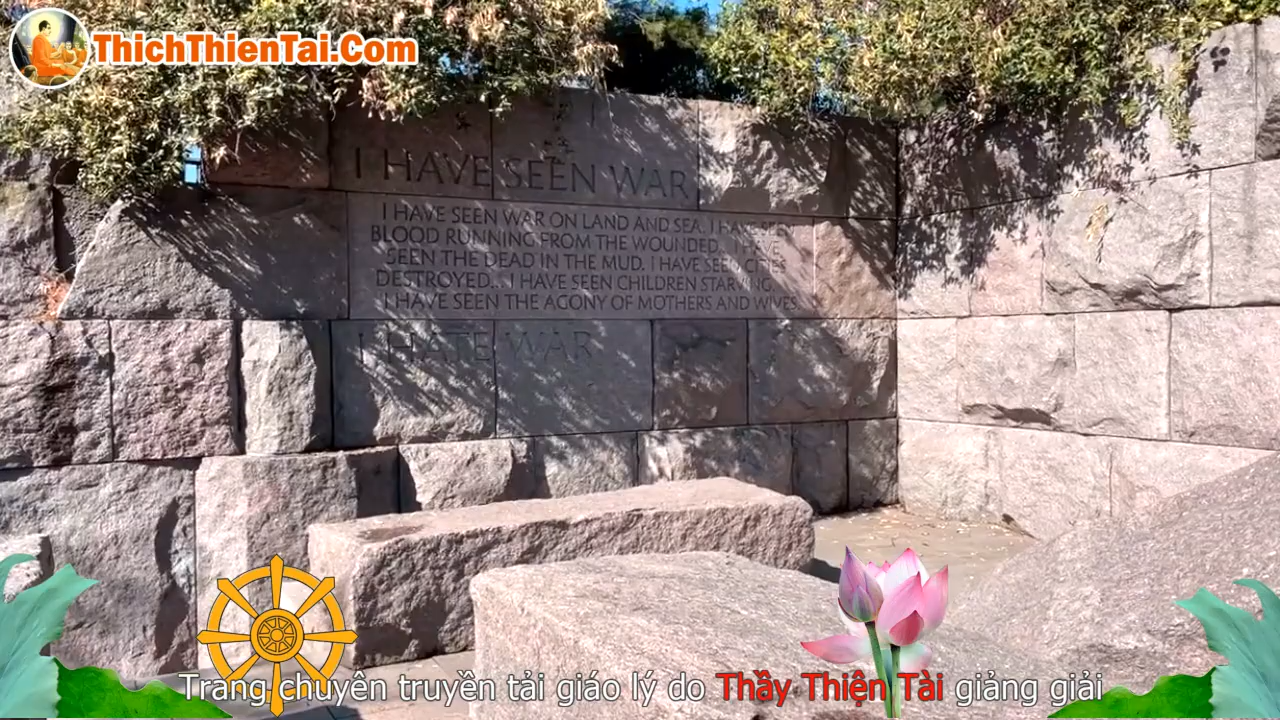 ThichThienTai.Com
I HAVE SEEN WAR
I HAVE SEEN WAR ON LAND AND SEA. I HAVE SEEN
BLOOD RUNNING FROM THE WOUNDED... I HAVE
SEEN THE DEAD IN THE MUD. I HAVE SEEN CITIES
DESTROYED... I HAVE SEEN CHILDREN STARVING.
I HAVE SEEN THE AGONY OF MOTHERS AND WIVES.
I HATE WAR
Trang chuyên truyền tải giáo lý do Thầy Thiện Tài giảng giải